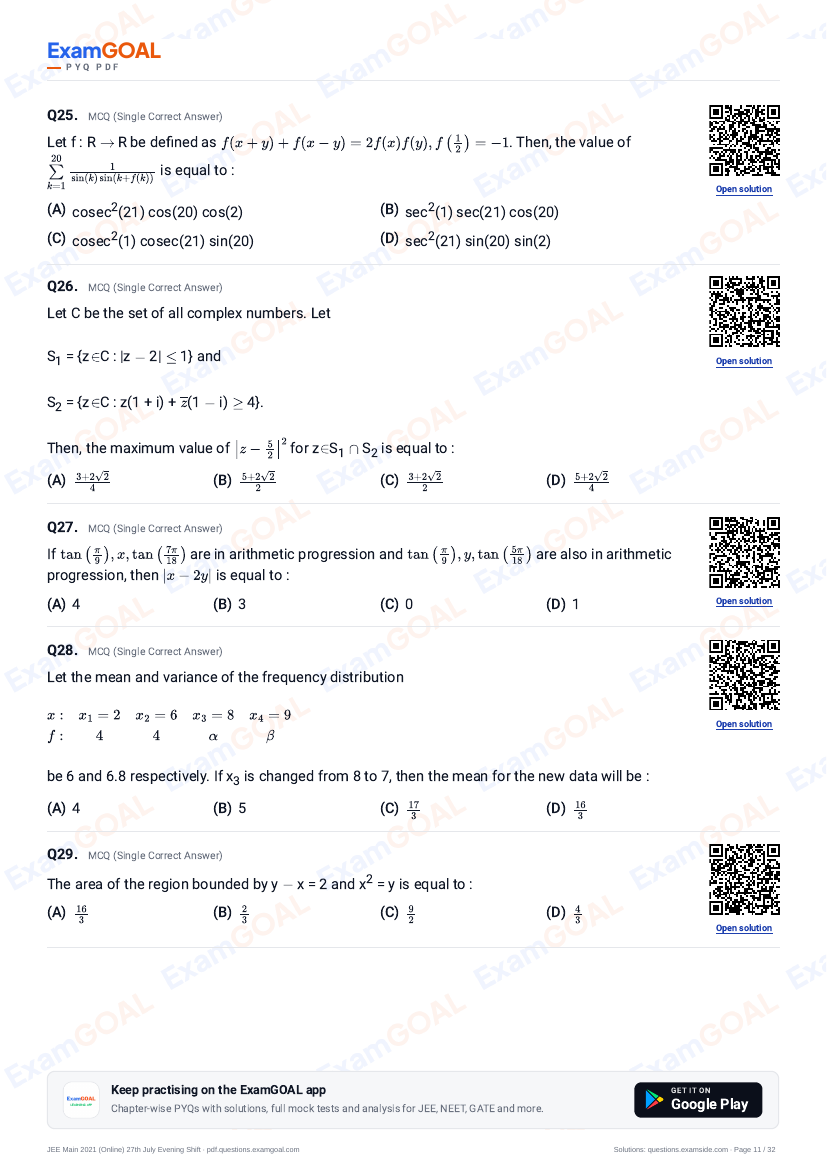 ExamGOAL
PYQ PDF
Q25. MCQ (Single Correct Answer)
Let f : R → R be defined as f(x + y) + f(x − y) = 2f(x)f(y), f(1/2) = −1. Then, the value of
∑_{k=1}^{20} 1/(sin(k) sin(k+f(k))) is equal to :
Open solution
(A) cosec²(21) cos(20) cos(2) (B) sec²(1) sec(21) cos(20)
(C) cosec²(1) cosec(21) sin(20) (D) sec²(21) sin(20) sin(2)
Q26. MCQ (Single Correct Answer)
Let C be the set of all complex numbers. Let
S₁ = {z∈C : |z − 2| ≤ 1} and
Open solution
S₂ = {z∈C : z(1 + i) + z̅(1 − i) ≥ 4}.
Then, the maximum value of |z − 5/2|² for z∈S₁ ∩ S₂ is equal to :
(A) (3+2√2)/4 (B) (5+2√2)/2 (C) (3+2√2)/2 (D) (5+2√2)/4
Q27. MCQ (Single Correct Answer)
If tan(π/9), x, tan(7π/18) are in arithmetic progression and tan(π/9), y, tan(5π/18) are also in arithmetic
progression, then |x − 2y| is equal to :
Open solution
(A) 4 (B) 3 (C) 0 (D) 1
Q28. MCQ (Single Correct Answer)
Let the mean and variance of the frequency distribution
x : x₁ = 2 x₂ = 6 x₃ = 8 x₄ = 9
Open solution
f : 4 4 α β
be 6 and 6.8 respectively. If x₃ is changed from 8 to 7, then the mean for the new data will be :
(A) 4 (B) 5 (C) 17/3 (D) 16/3
Q29. MCQ (Single Correct Answer)
The area of the region bounded by y − x = 2 and x² = y is equal to :
(A) 16/3 (B) 2/3 (C) 9/2 (D) 4/3
Open solution
Keep practising on the ExamGOAL app
Chapter-wise PYQs with solutions, full mock tests and analysis for JEE, NEET, GATE and more.
GET IT ON
Google Play
JEE Main 2021 (Online) 27th July Evening Shift · pdf.questions.examgoal.com
Solutions: questions.examside.com · Page 11 / 32